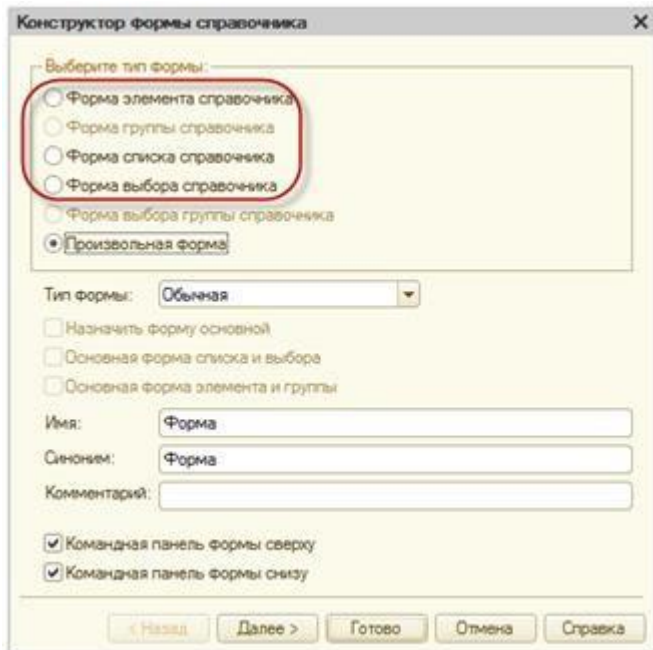 Конструктор формы справочника
Выберите тип формы:
Форма элемента справочника
Форма группы справочника
Форма списка справочника
Форма выбора справочника
Форма выбора группы справочника
Произвольная форма
Тип формы: Обычная
Назначить форму основной
Основная форма списка и выбора
Основная форма элемента и группы
Имя: Форма
Синоним: Форма
Комментарий:
Командная панель формы сверху
Командная панель формы снизу
< Назад Далее > Готово Отмена Справка